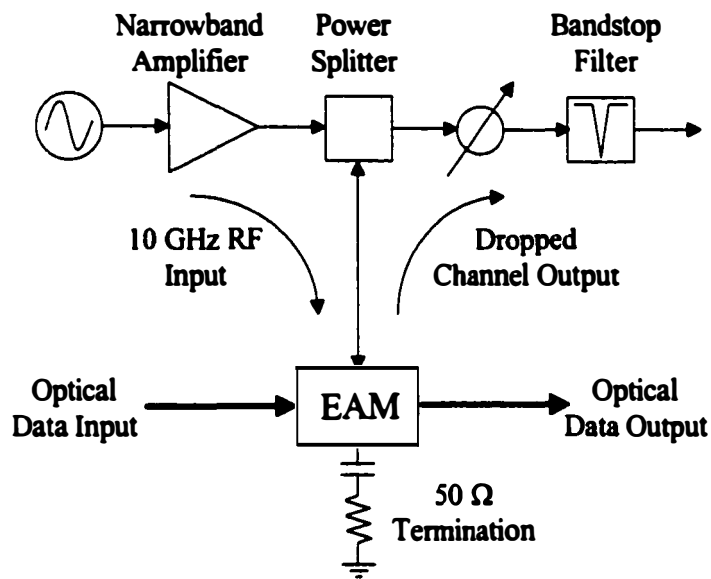 Narrowband
Amplifier
Power
Splitter
Bandstop
Filter
10 GHz RF
Input
Dropped
Channel Output
Optical
Data Input
EAM
Optical
Data Output
50 Ω
Termination